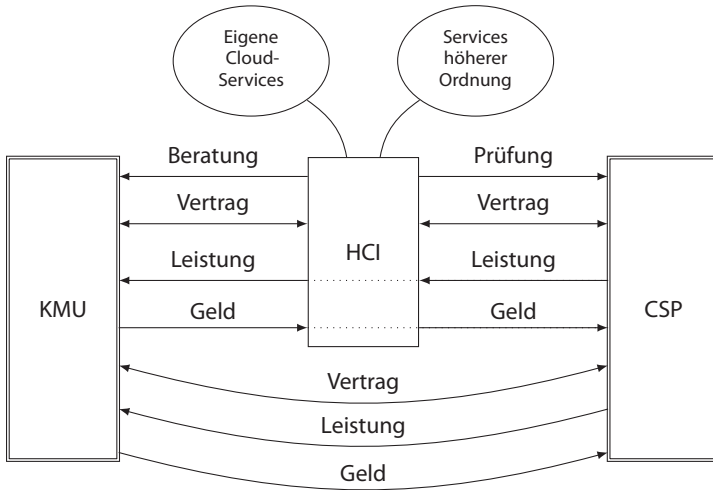 Eigene
Cloud-
Services
Services
höherer
Ordnung
Beratung
Prüfung
Vertrag
Vertrag
HCI
Leistung
Leistung
KMU
Geld
Geld
CSP
Vertrag
Leistung
Geld